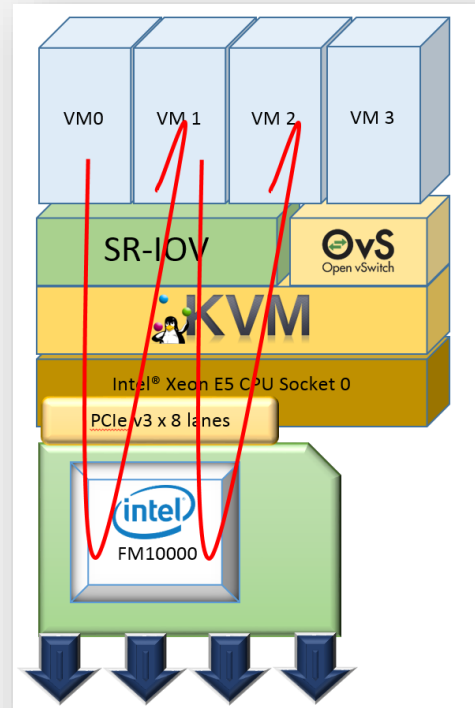 VM0
VM 1
VM 2
VM 3
SR-IOV
OvS
Open vSwitch
KVM
Intel® Xeon E5 CPU Socket 0
PCIe v3 x 8 lanes
intel
FM10000